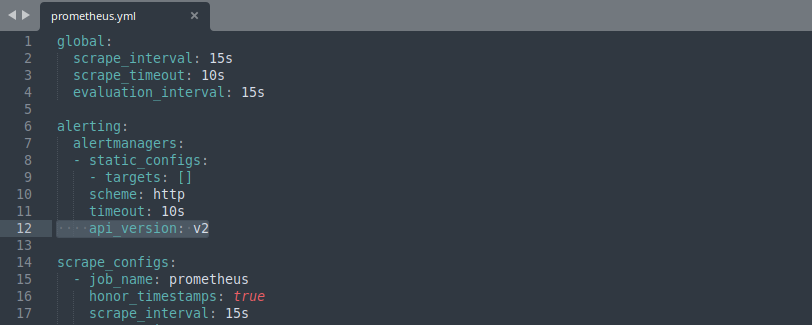 prometheus.yml ×
1 global:
2   scrape_interval: 15s
3   scrape_timeout: 10s
4   evaluation_interval: 15s
5
6 alerting:
7   alertmanagers:
8   - static_configs:
9     - targets: []
10     scheme: http
11     timeout: 10s
12     api_version: v2
13
14 scrape_configs:
15   - job_name: prometheus
16     honor_timestamps: true
17     scrape_interval: 15s